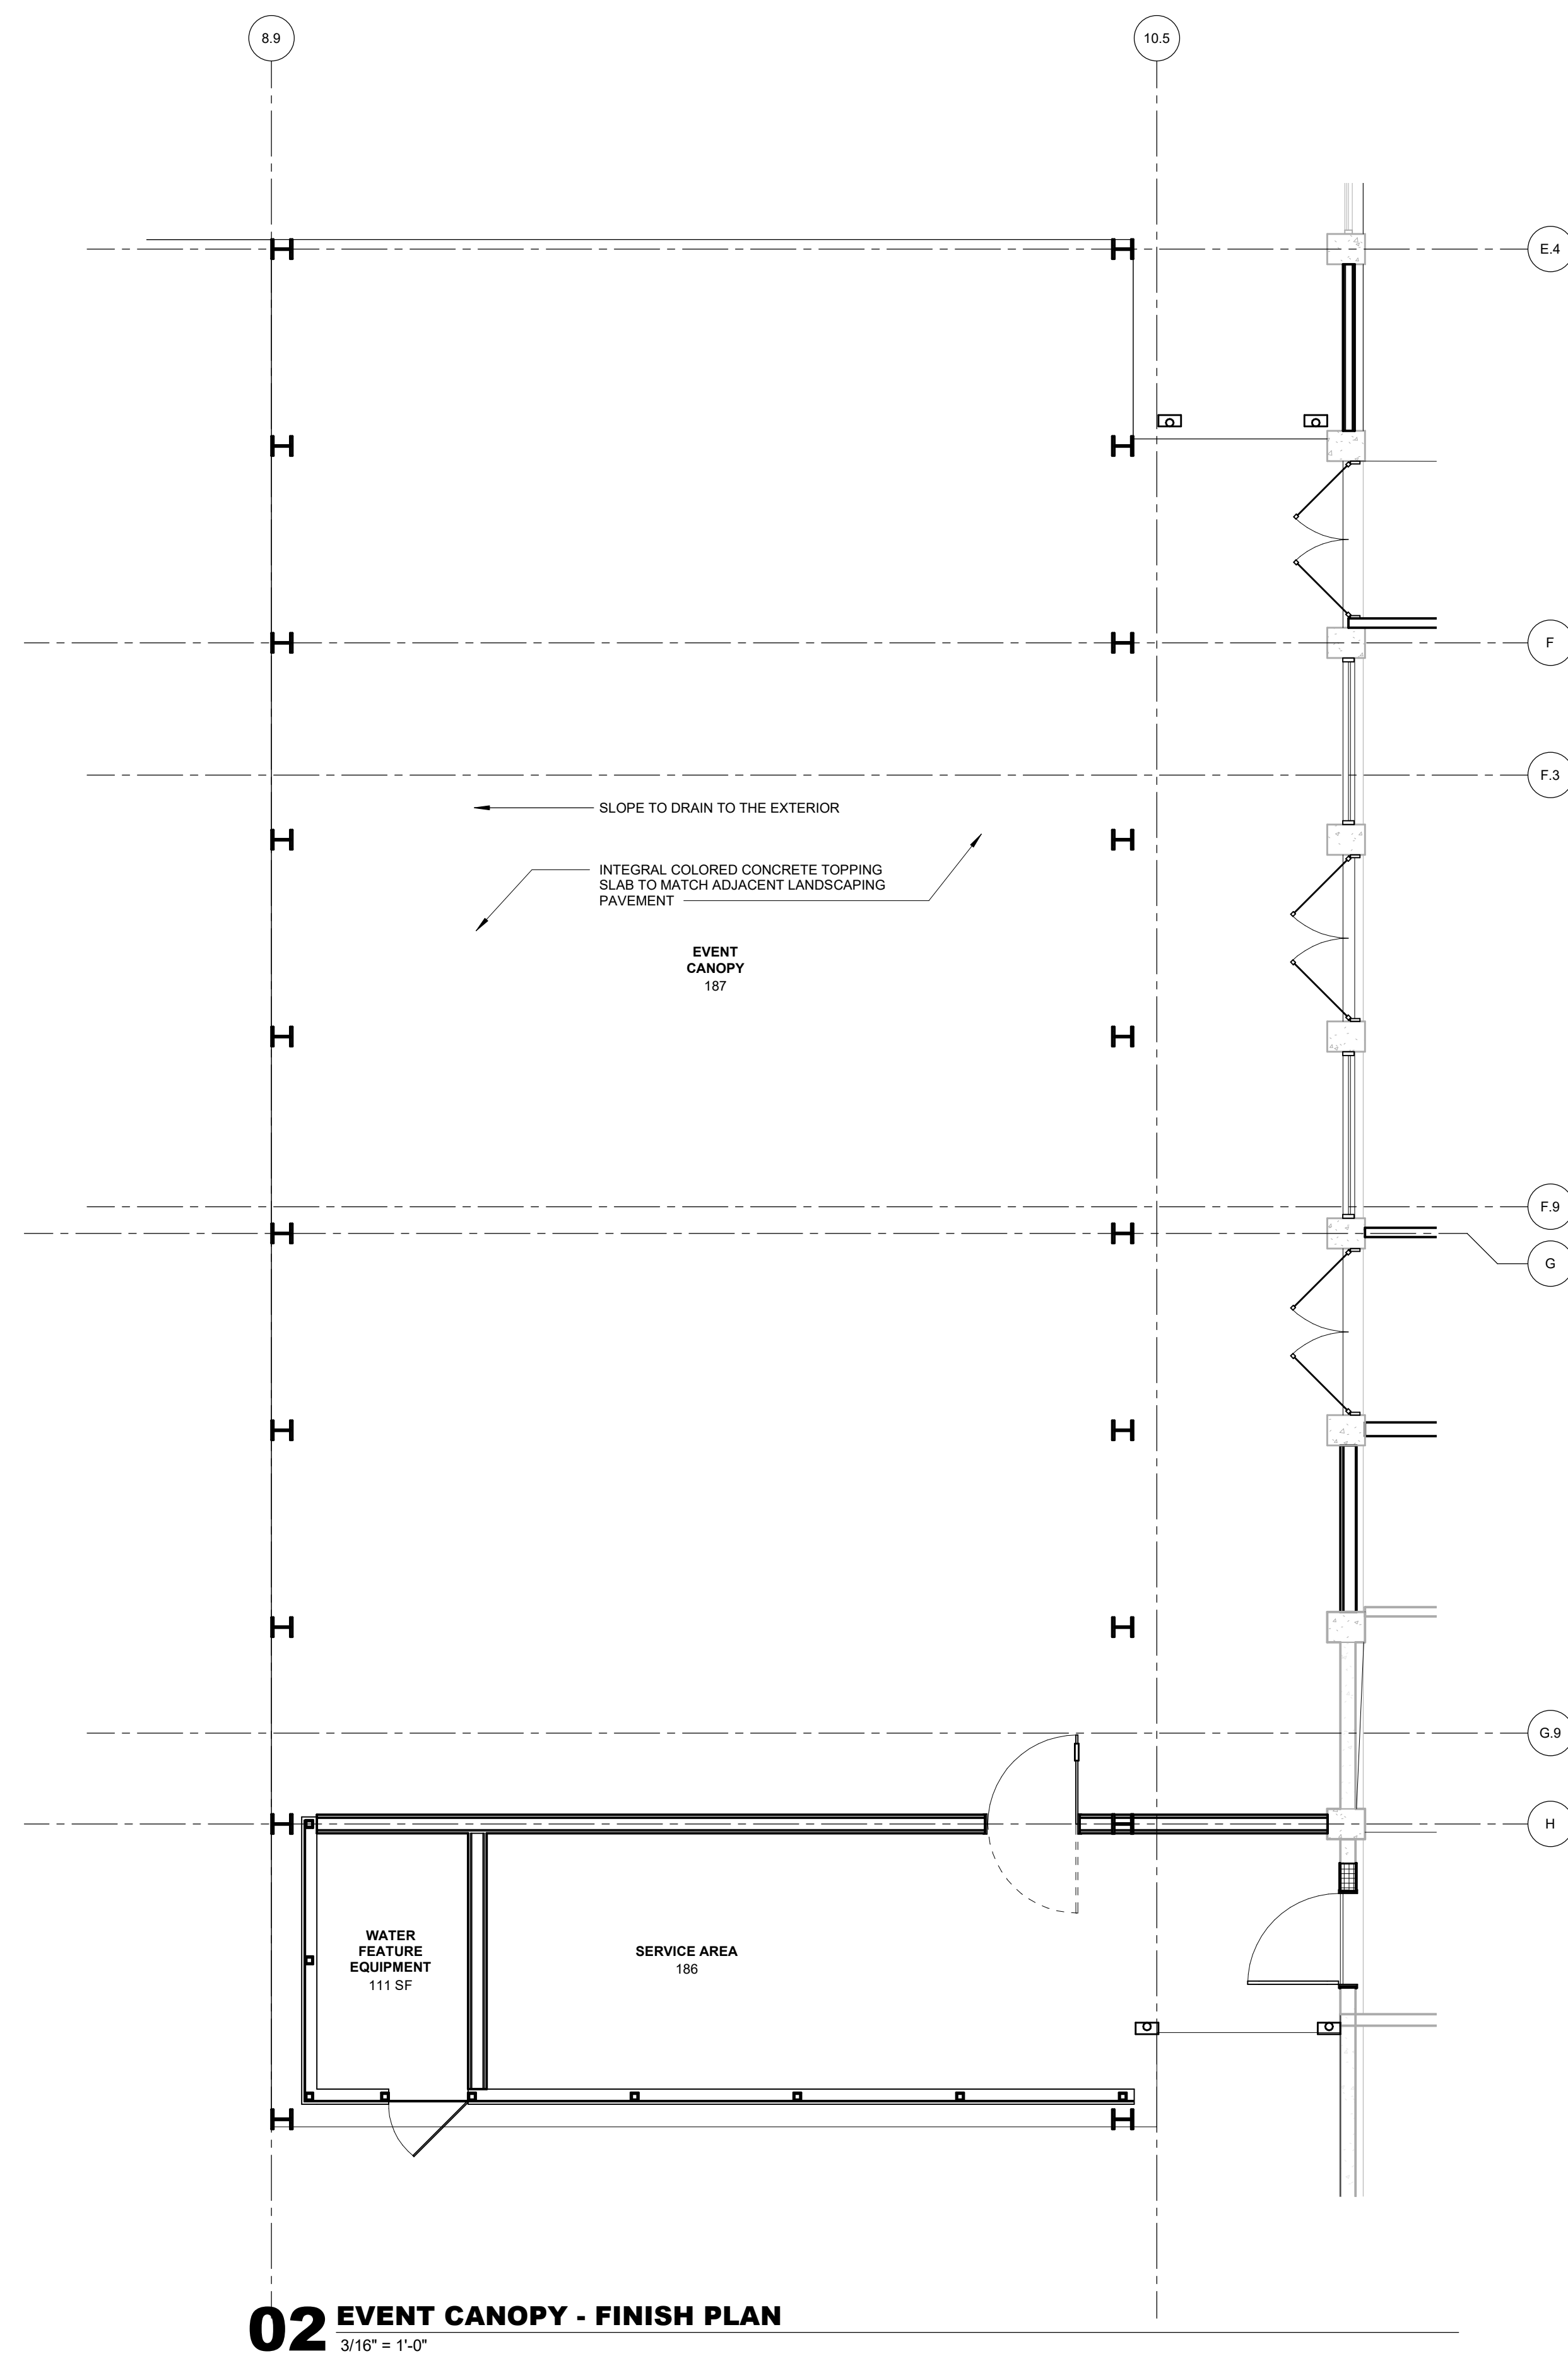 8.9
10.5
E.4
F
F.3
SLOPE TO DRAIN TO THE EXTERIOR
INTEGRAL COLORED CONCRETE TOPPING
SLAB TO MATCH ADJACENT LANDSCAPING
PAVEMENT
EVENT
CANOPY
187
F.9
G
G.9
H
WATER
FEATURE
EQUIPMENT
111 SF
SERVICE AREA
186
02 EVENT CANOPY - FINISH PLAN
3/16" = 1'-0"